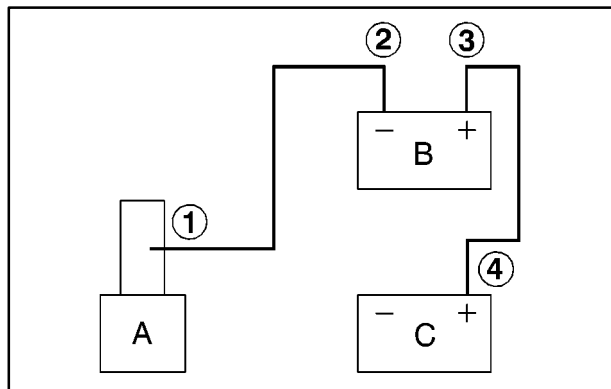 ② ③
− +
B
①
④
A
− +
C